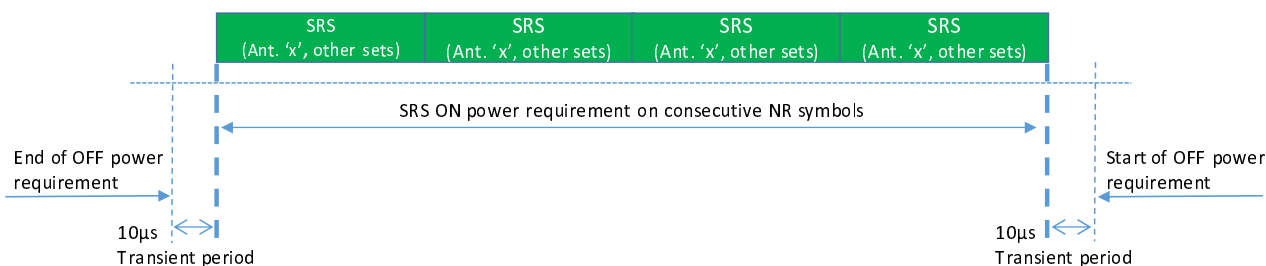 SRS
(Ant. ‘x’, other sets)
SRS
(Ant. ‘x’, other sets)
SRS
(Ant. ‘x’, other sets)
SRS
(Ant. ‘x’, other sets)
SRS ON power requirement on consecutive NR symbols
End of OFF power
requirement
Start of OFF power
requirement
10µs
Transient period
10µs
Transient period